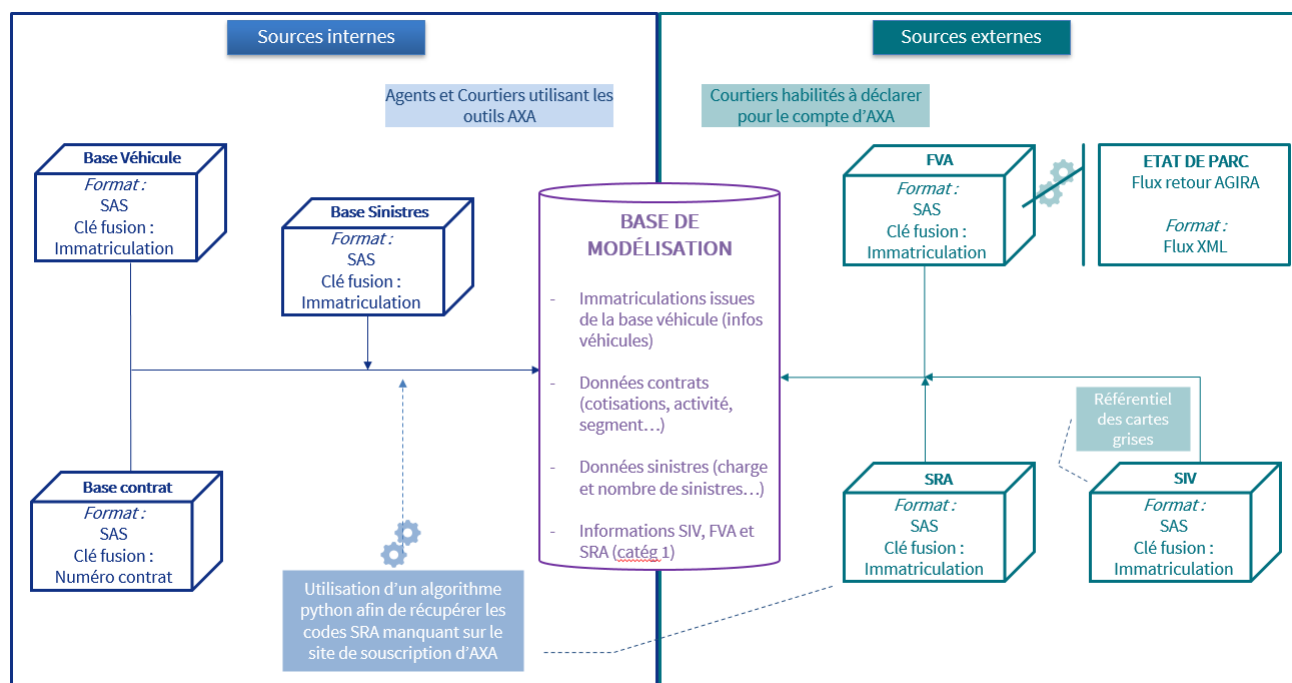 Sources internes
Sources externes
Agents et Courtiers utilisant les
outils AXA
Courtiers habilités à déclarer
pour le compte d'AXA
Base Véhicule
Format :
SAS
Clé fusion :
Immatriculation
Base Sinistres
Format :
SAS
Clé fusion :
Immatriculation
Base contrat
Format :
SAS
Clé fusion :
Numéro contrat
Utilisation d'un algorithme
python afin de récupérer les
codes SRA manquant sur le
site de souscription d'AXA
BASE DE
MODÉLISATION
- Immatriculations issues
de la base véhicule (infos
véhicules)
- Données contrats
(cotisations, activité,
segment…)
- Données sinistres (charge
et nombre de sinistres…)
- Informations SIV, FVA et
SRA (catég 1)
FVA
Format :
SAS
Clé fusion :
Immatriculation
ETAT DE PARC
Flux retour AGIRA
Format :
Flux XML
Référentiel
des cartes
grises
SRA
Format :
SAS
Clé fusion :
Immatriculation
SIV
Format :
SAS
Clé fusion :
Immatriculation